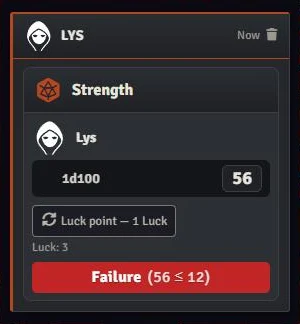 LYS
Now
Strength
Lys
1d100
56
Luck point — 1 Luck
Luck: 3
Failure (56 ≤ 12)